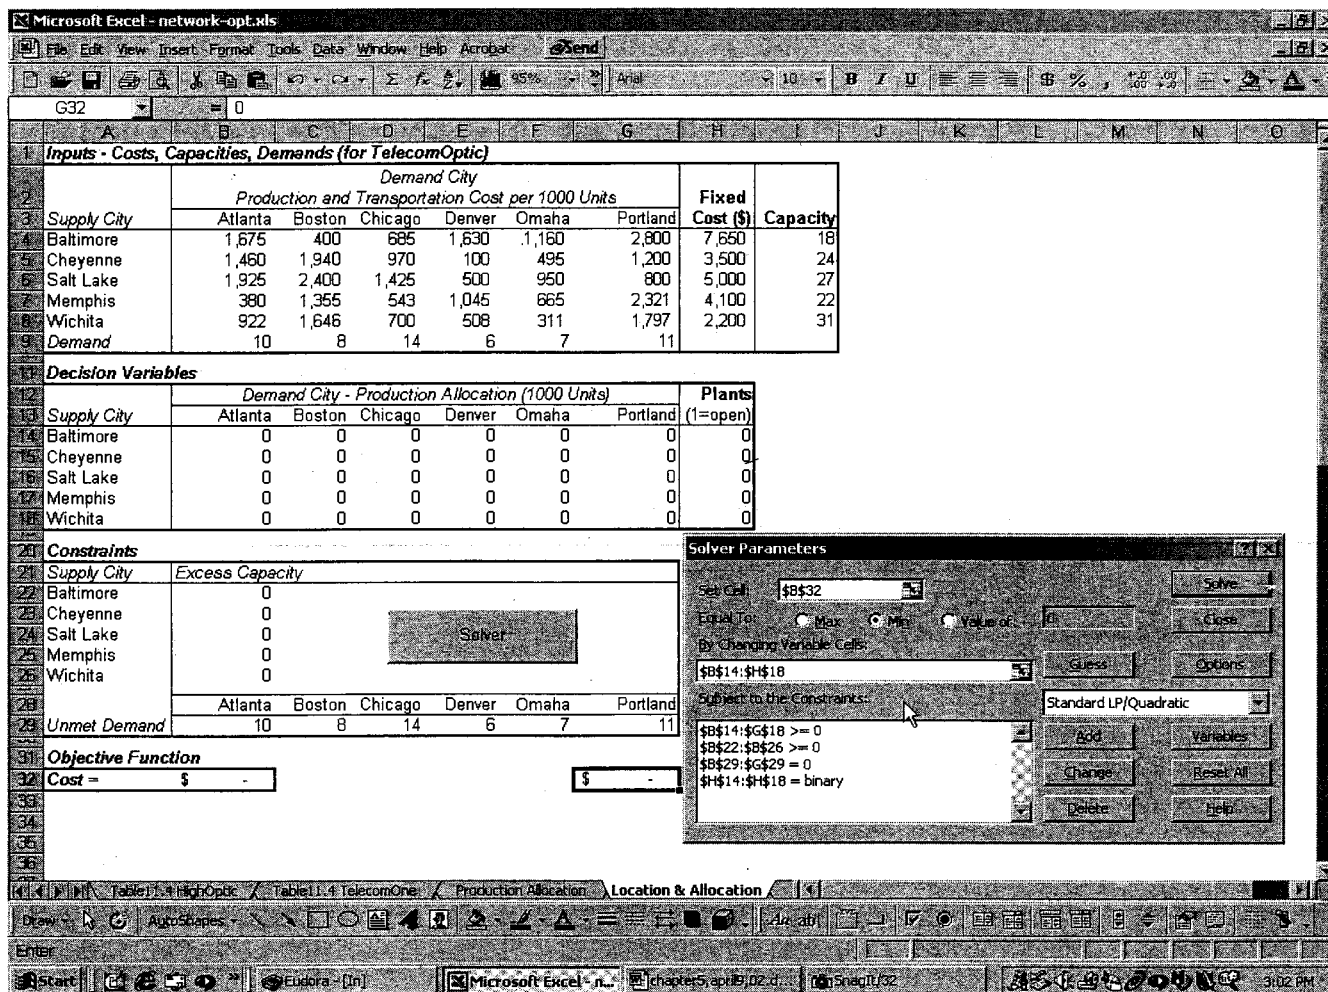 Microsoft Excel - network-opt.xls
File Edit View Insert Format Tools Data Window Help Acrobat Send
95% Arial 10 B I U $ % ,
G32 = 0
A B C D E F G H I J K L M N O
1 Inputs - Costs, Capacities, Demands (for TelecomOptic)
Demand City
2 Production and Transportation Cost per 1000 Units Fixed
3 Supply City Atlanta Boston Chicago Denver Omaha Portland Cost ($) Capacity
4 Baltimore 1,675 400 685 1,630 1,160 2,800 7,650 18
5 Cheyenne 1,460 1,940 970 100 495 1,200 3,500 24
6 Salt Lake 1,925 2,400 1,425 500 950 800 5,000 27
7 Memphis 380 1,355 543 1,045 665 2,321 4,100 22
8 Wichita 922 1,646 700 508 311 1,797 2,200 31
9 Demand 10 8 14 6 7 11
11 Decision Variables
12 Demand City - Production Allocation (1000 Units) Plants
13 Supply City Atlanta Boston Chicago Denver Omaha Portland (1=open)
14 Baltimore 0 0 0 0 0 0 0
15 Cheyenne 0 0 0 0 0 0 0
16 Salt Lake 0 0 0 0 0 0 0
17 Memphis 0 0 0 0 0 0 0
18 Wichita 0 0 0 0 0 0 0
20 Constraints
21 Supply City Excess Capacity
22 Baltimore 0
23 Cheyenne 0
24 Salt Lake 0
25 Memphis 0
26 Wichita 0
Solver
28 Atlanta Boston Chicago Denver Omaha Portland
29 Unmet Demand 10 8 14 6 7 11
31 Objective Function
32 Cost = $ - $ -
33
34
35
36
Solver Parameters
Set Cell: $B$32 Solve
Equal To: Max Min Value of: 0 Close
By Changing Variable Cells:
$B$14:$H$18 Guess Options
Subject to the Constraints: Standard LP/Quadratic
$B$14:$G$18 >= 0
$B$22:$B$26 >= 0
$B$29:$G$29 = 0
$H$14:$H$18 = binary
Add Variables
Change Reset All
Delete Help
Table11.4 HighOptic Table11.4 TelecomOne Production Allocation Location & Allocation
Draw AutoShapes
Enter
Start Eudora - [In] Microsoft Excel - n... chapter5,april9,02.d... SnagIt/32 3:02 PM